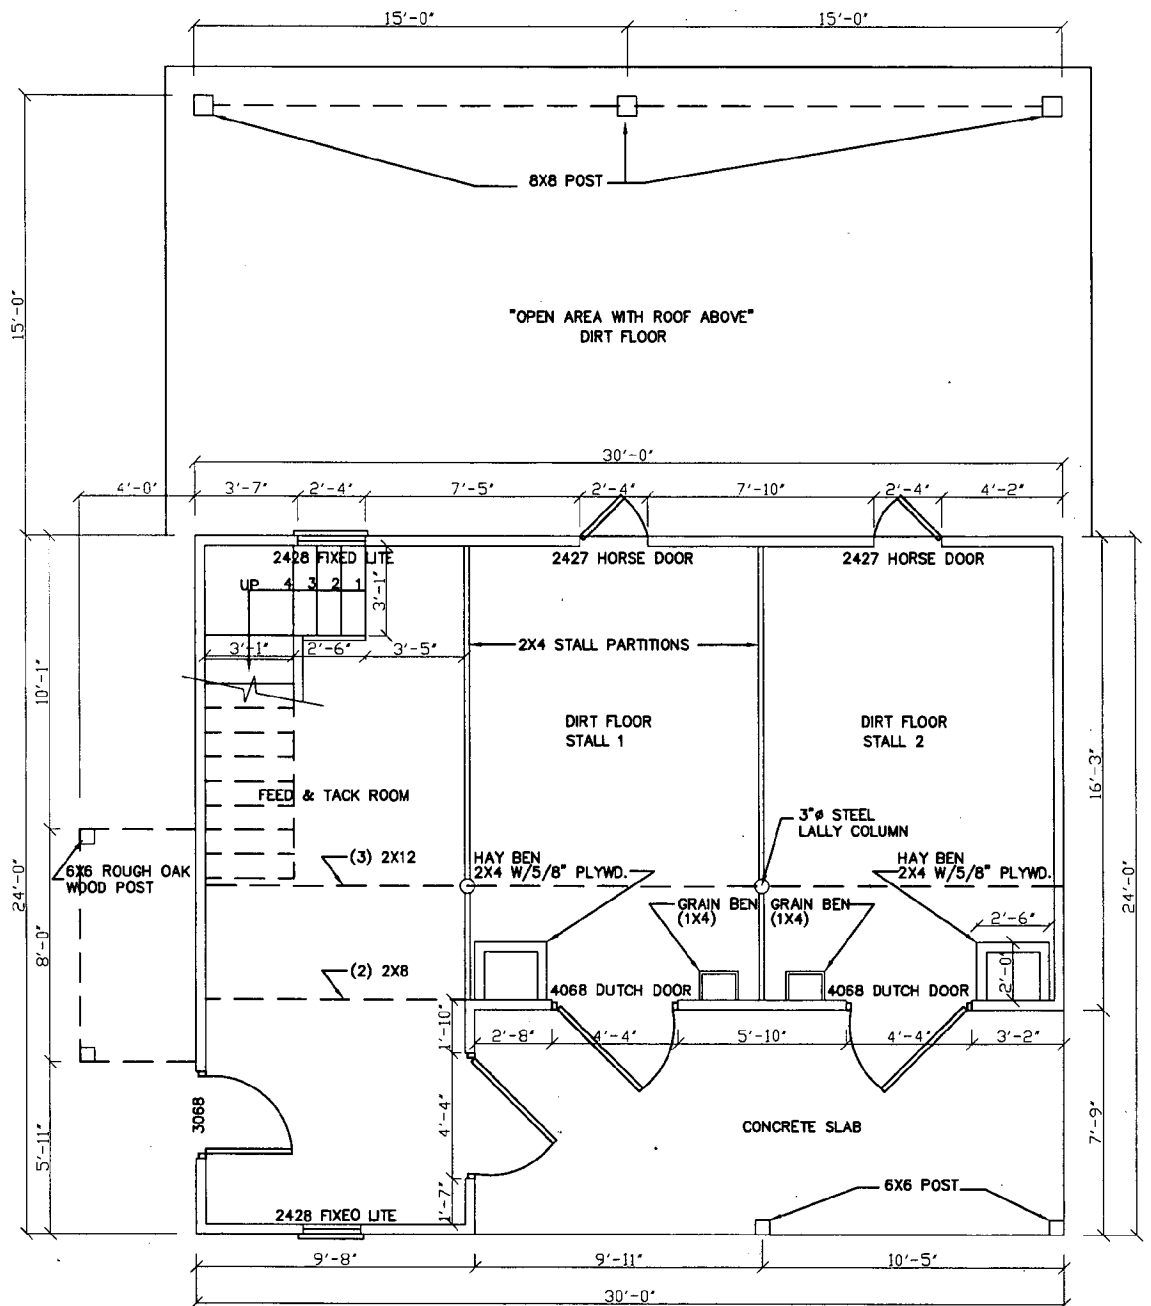 15'-0" 15'-0"
8X8 POST
15'-0"
"OPEN AREA WITH ROOF ABOVE"
DIRT FLOOR
30'-0"
4'-0" 3'-7" 2'-4" 7'-5" 2'-4" 7'-10" 2'-4" 4'-2"
2428 FIXED LITE 2427 HORSE DOOR 2427 HORSE DOOR
UP 4 3 2 1
3'-1"
3'-1" 2'-6" 3'-5"
2X4 STALL PARTITIONS
10'-1"
DIRT FLOOR
STALL 1
DIRT FLOOR
STALL 2
16'-3"
FEED & TACK ROOM
3"ø STEEL
LALLY COLUMN
6X6 ROUGH OAK
WOOD POST
(3) 2X12
HAY BEN
2X4 W/5/8" PLYWD.
HAY BEN
2X4 W/5/8" PLYWD.
24'-0"
24'-0"
GRAIN BEN
(1X4)
GRAIN BEN
(1X4)
2'-6"
2'-0"
8'-0"
(2) 2X8
4068 DUTCH DOOR 4068 DUTCH DOOR
1'-10"
2'-8" 4'-4" 5'-10" 4'-4" 3'-2"
3068
4'-4"
CONCRETE SLAB
7'-9"
5'-11"
6X6 POST
1'-7"
2428 FIXED LITE
9'-8" 9'-11" 10'-5"
30'-0"